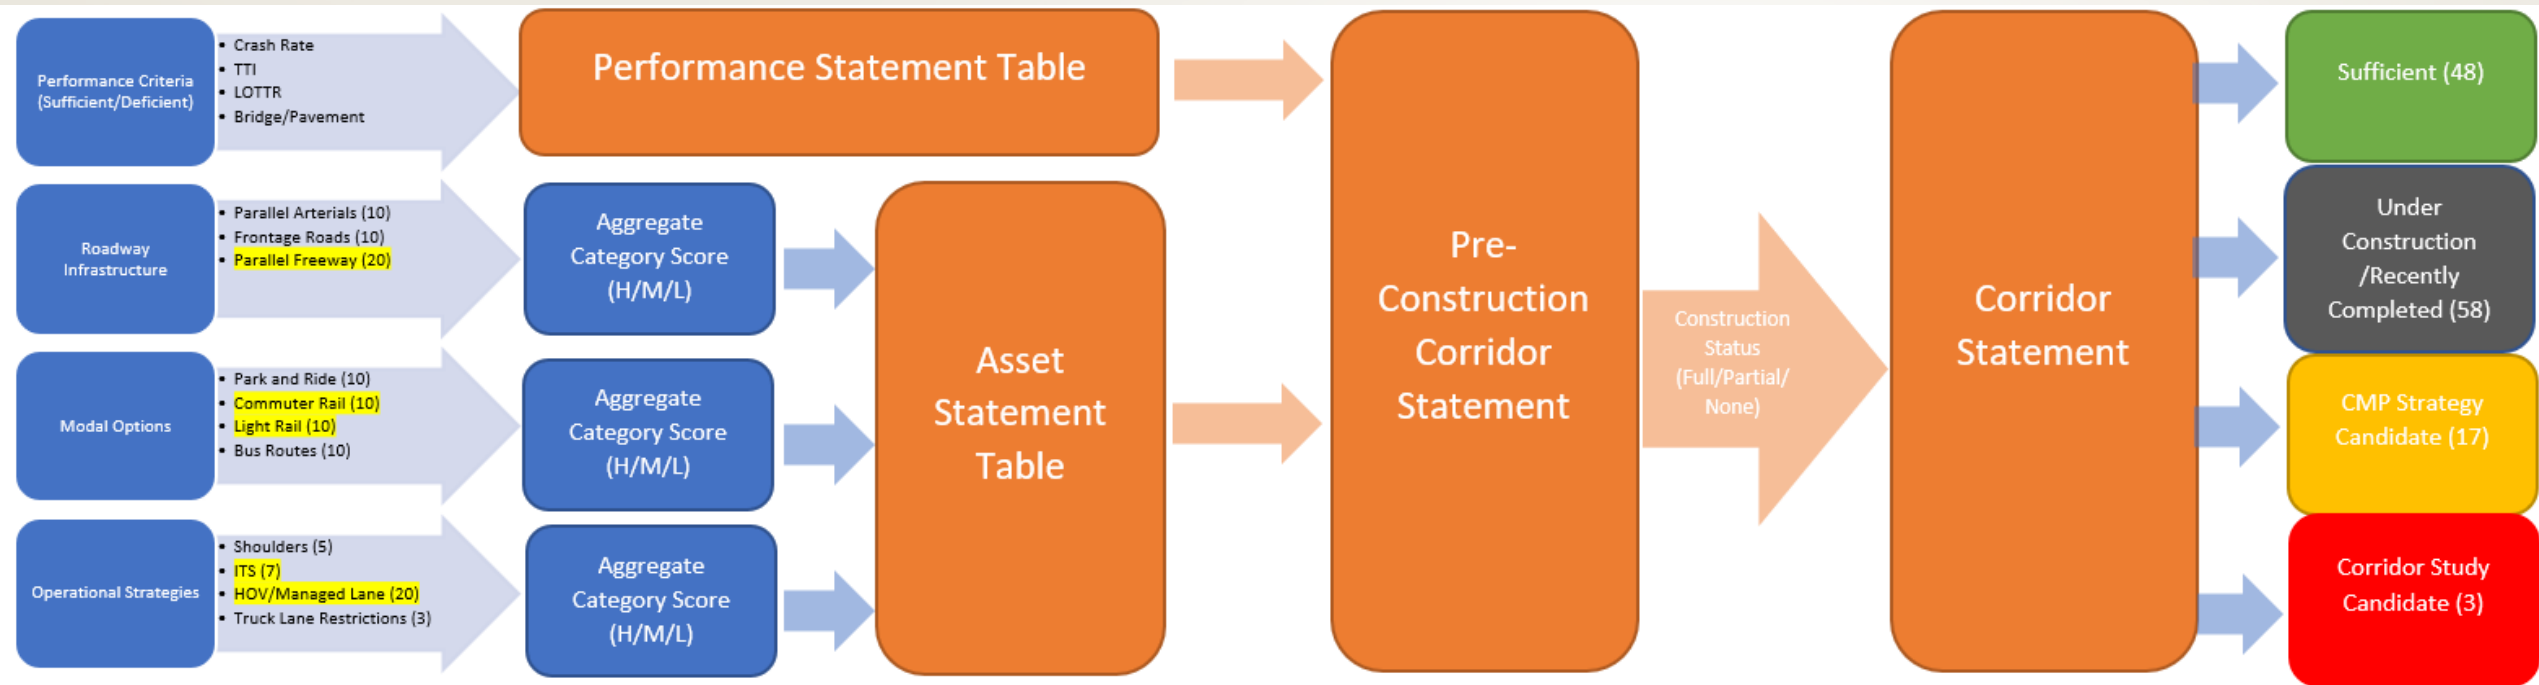 Performance Criteria
(Sufficient/Deficient)
• Crash Rate
• TTI
• LOTTR
• Bridge/Pavement
Performance Statement Table
Roadway
Infrastructure
• Parallel Arterials (10)
• Frontage Roads (10)
• Parallel Freeway (20)
Aggregate
Category Score
(H/M/L)
Modal Options
• Park and Ride (10)
• Commuter Rail (10)
• Light Rail (10)
• Bus Routes (10)
Aggregate
Category Score
(H/M/L)
Operational Strategies
• Shoulders (5)
• ITS (7)
• HOV/Managed Lane (20)
• Truck Lane Restrictions (3)
Aggregate
Category Score
(H/M/L)
Asset
Statement
Table
Pre-
Construction
Corridor
Statement
Construction
Status
(Full/Partial/
None)
Corridor
Statement
Sufficient (48)
Under
Construction
/Recently
Completed (58)
CMP Strategy
Candidate (17)
Corridor Study
Candidate (3)